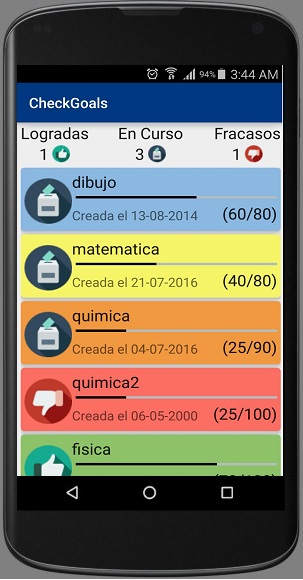 94% 3:44 AM
CheckGoals
Logradas En Curso Fracasos
1 3 1
dibujo
Creada el 13-08-2014 (60/80)
matematica
Creada el 21-07-2016 (40/80)
quimica
Creada el 04-07-2016 (25/90)
quimica2
Creada el 06-05-2000 (25/100)
fisica